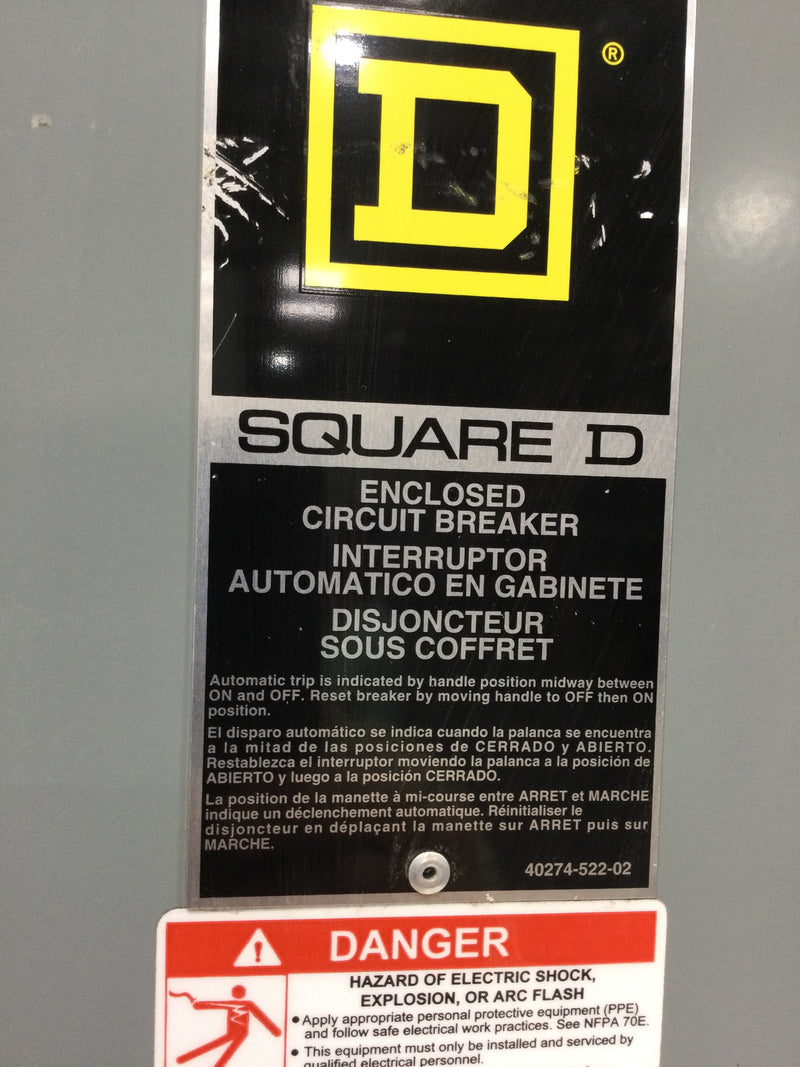 D
®
SQUARE D
ENCLOSED
CIRCUIT BREAKER
INTERRUPTOR
AUTOMATICO EN GABINETE
DISJONCTEUR
SOUS COFFRET
Automatic trip is indicated by handle position midway between
ON and OFF. Reset breaker by moving handle to OFF then ON
position.
El disparo automático se indica cuando la palanca se encuentra
a la mitad de las posiciones de CERRADO y ABIERTO.
Restablezca el interruptor moviendo la palanca a la posición de
ABIERTO y luego a la posición CERRADO.
La position de la manette à mi-course entre ARRET et MARCHE
indique un déclenchement automatique. Réinitialiser le
disjoncteur en déplaçant la manette sur ARRET puis sur
MARCHE.
40274-522-02
DANGER
HAZARD OF ELECTRIC SHOCK,
EXPLOSION, OR ARC FLASH
• Apply appropriate personal protective equipment (PPE)
and follow safe electrical work practices. See NFPA 70E.
• This equipment must only be installed and serviced by
qualified electrical personnel.